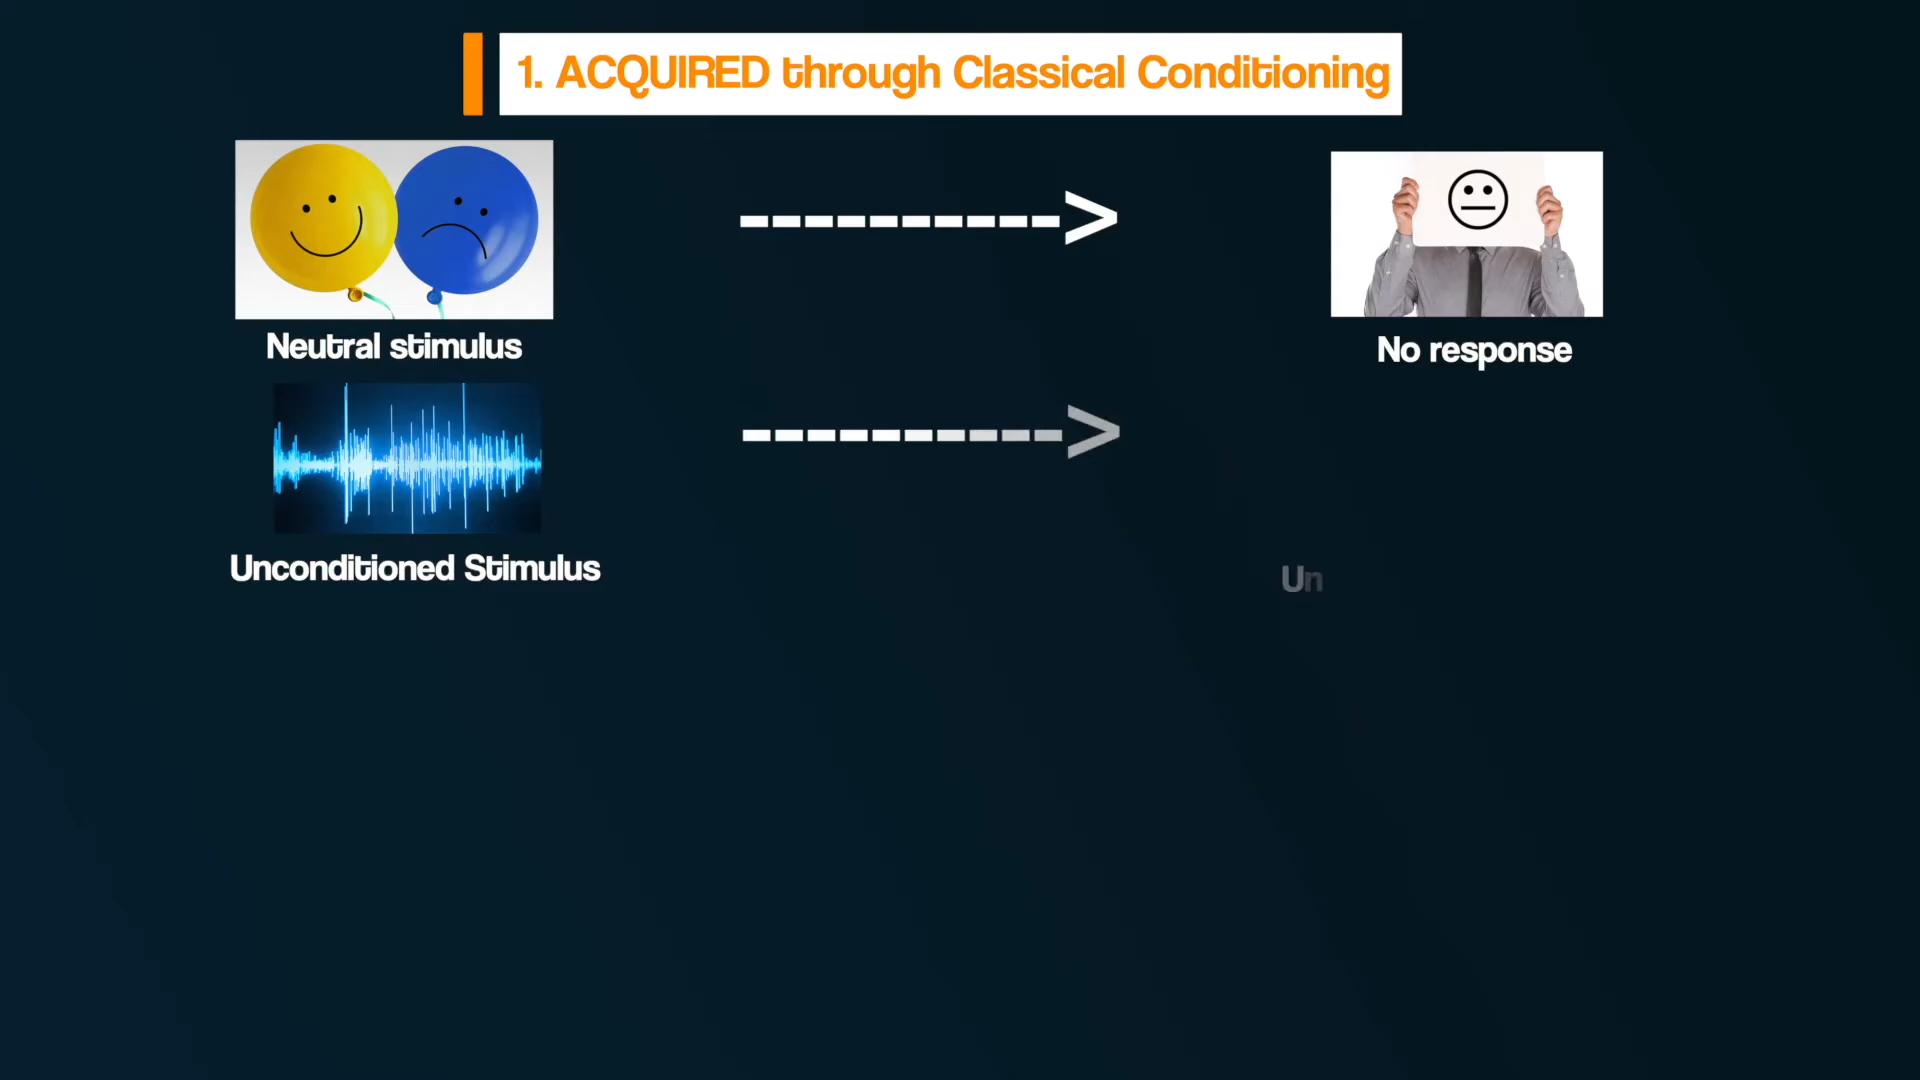 1. ACQUIRED through Classical Conditioning
Neutral stimulus
No response
Unconditioned Stimulus
Un